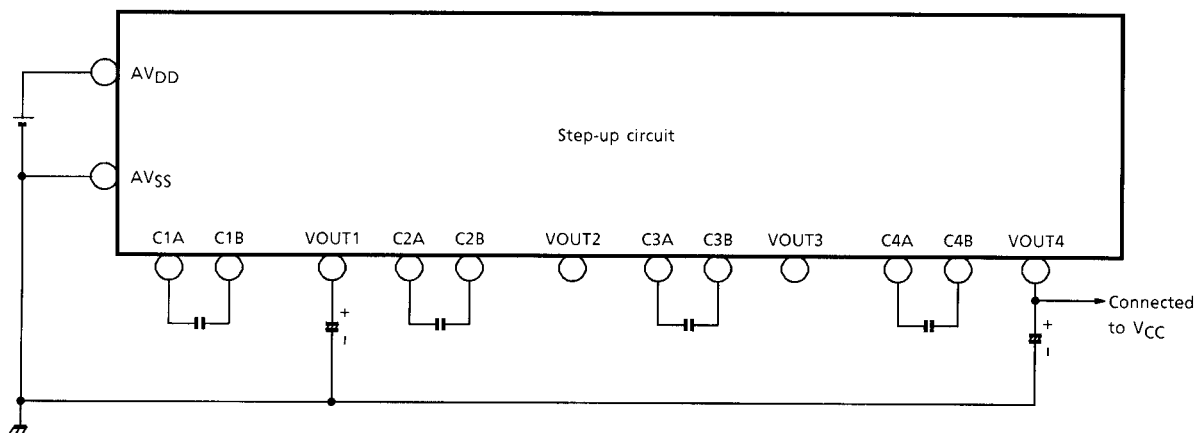 AVDD
Step-up circuit
AVSS
C1A C1B VOUT1 C2A C2B VOUT2 C3A C3B VOUT3 C4A C4B VOUT4
+
+
Connected
to VCC